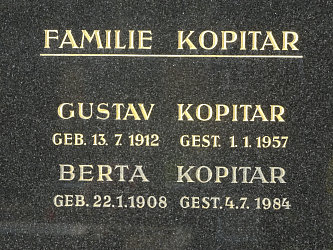 FAMILIE KOPITAR
GUSTAV KOPITAR
GEB. 13. 7. 1912 GEST. 1. 1. 1957
BERTA KOPITAR
GEB. 22.1.1908 GEST. 4.7. 1984